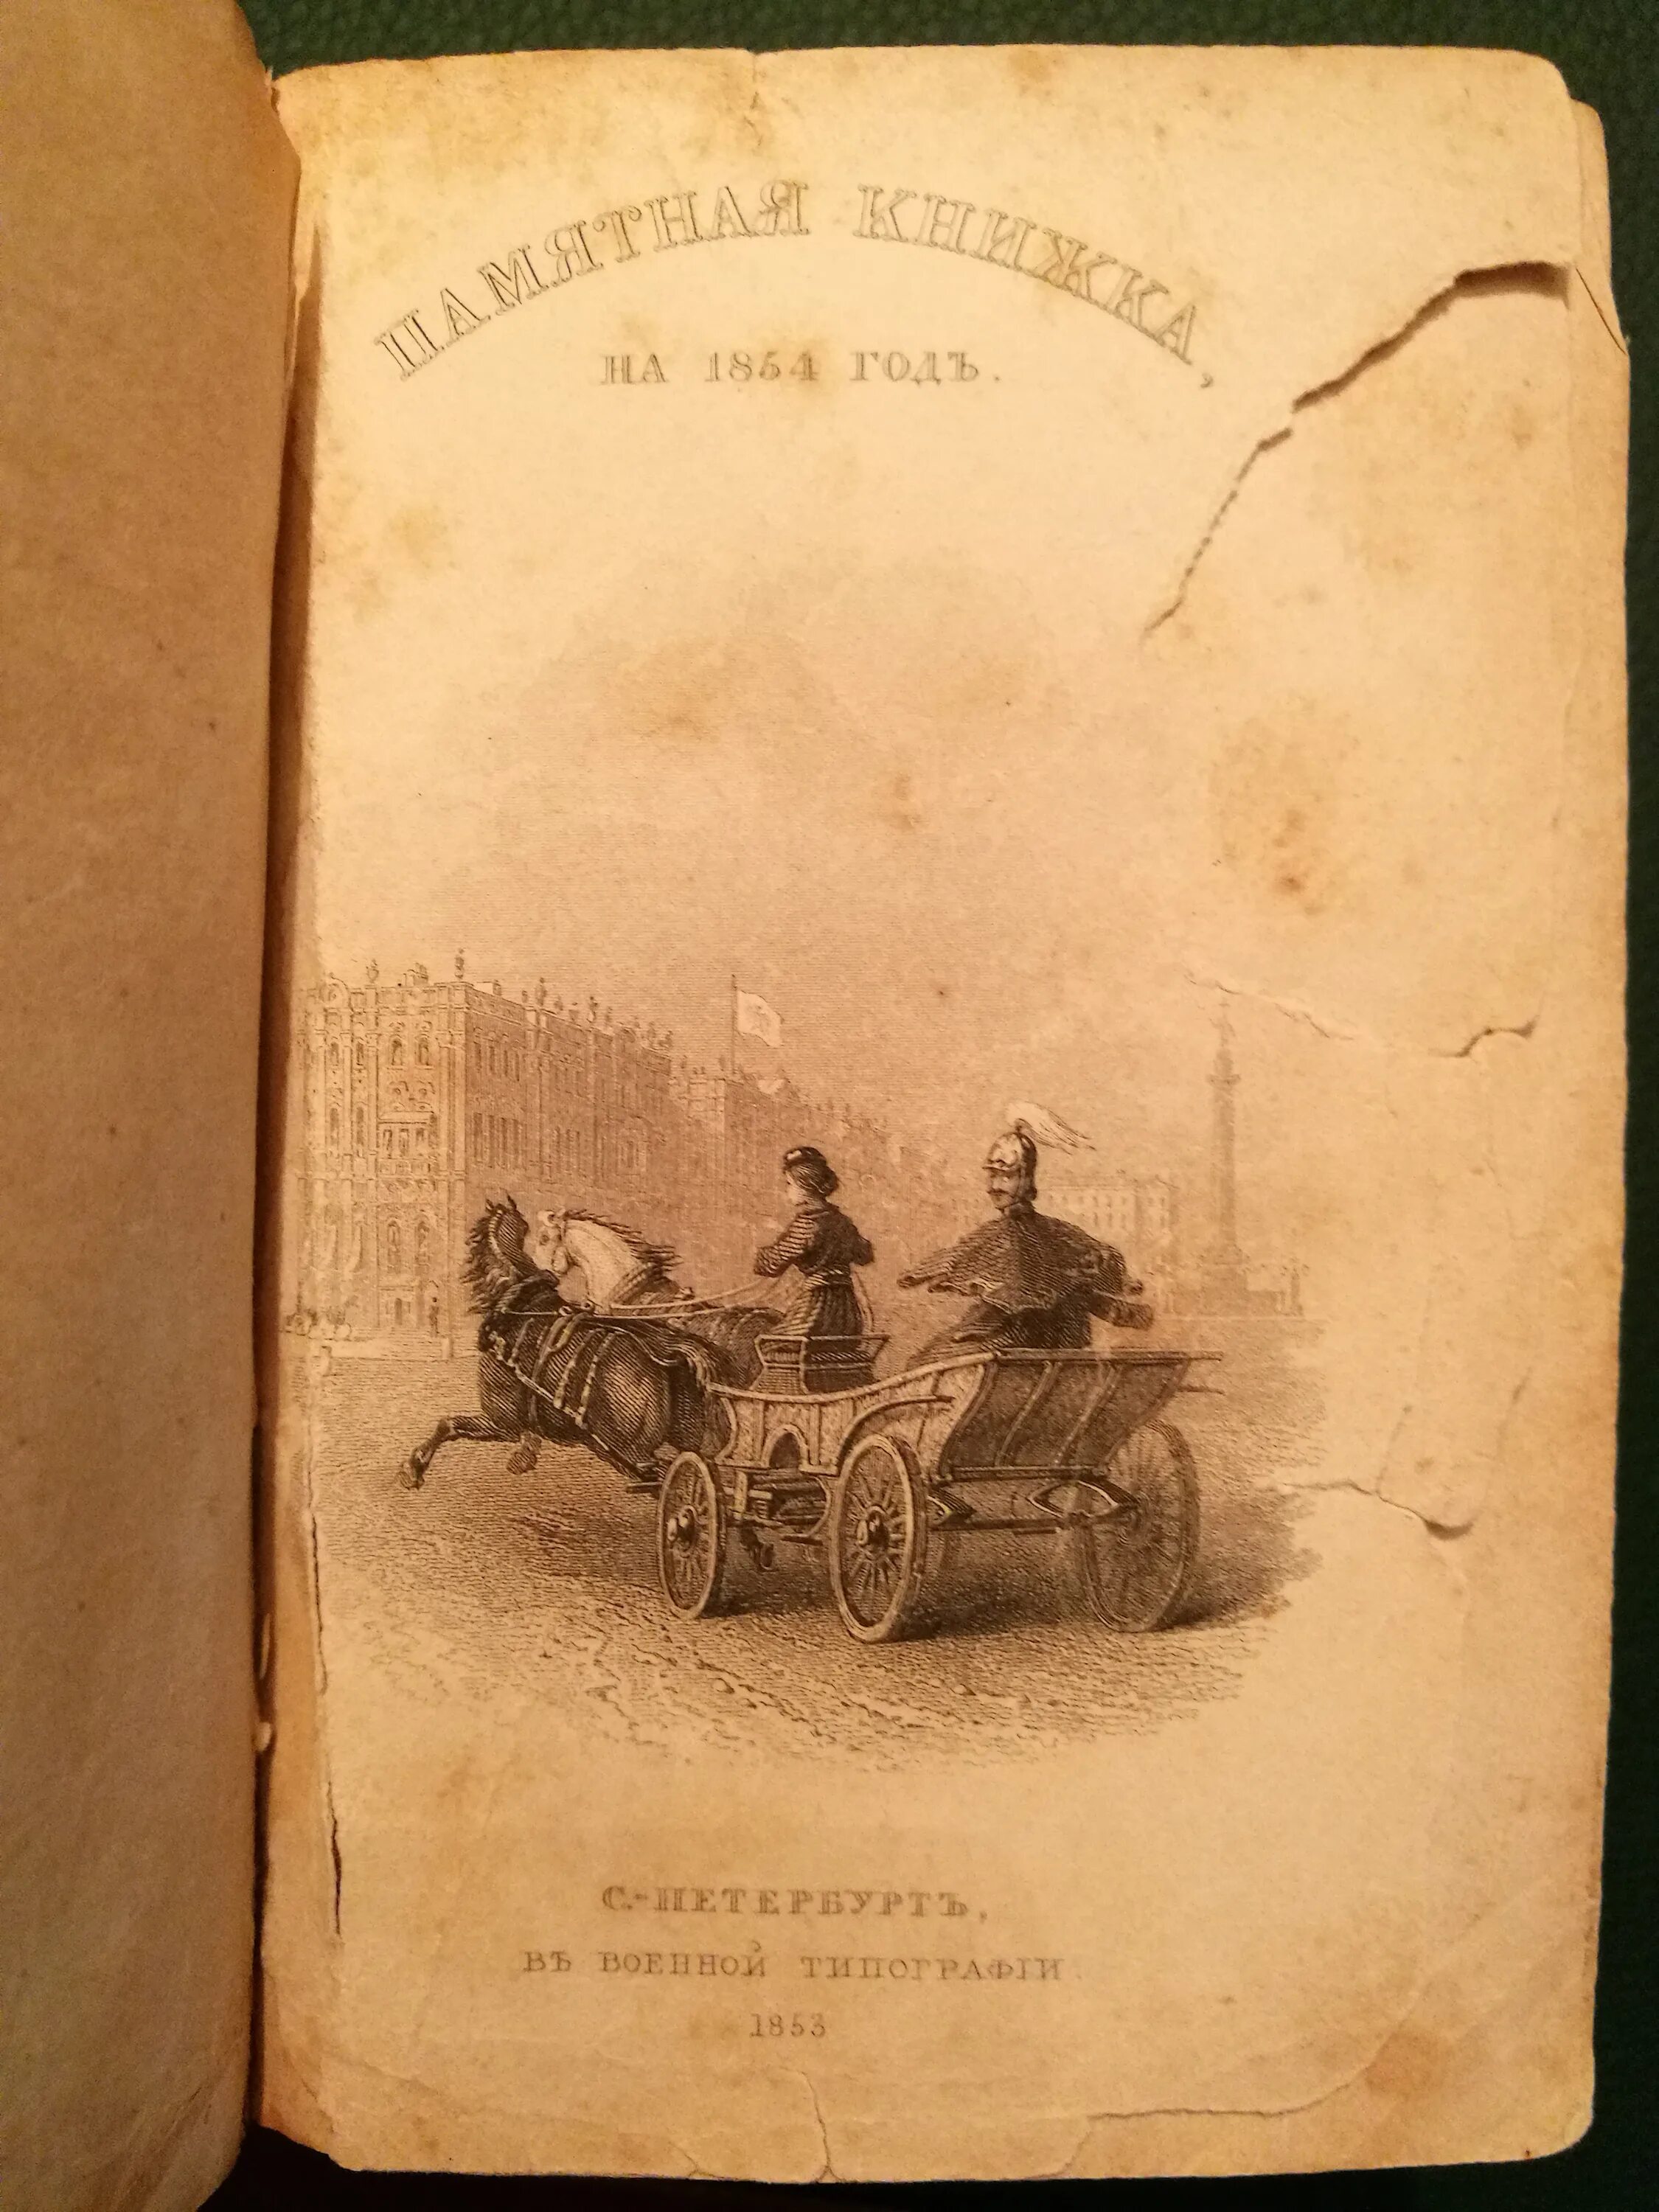 ПАМЯТНАЯ КНИЖКА,
НА 1854 ГОДЪ.
С.-ПЕТЕРБУРГЪ,
ВЪ ВОЕННОЙ ТИПОГРАФІИ.
1853